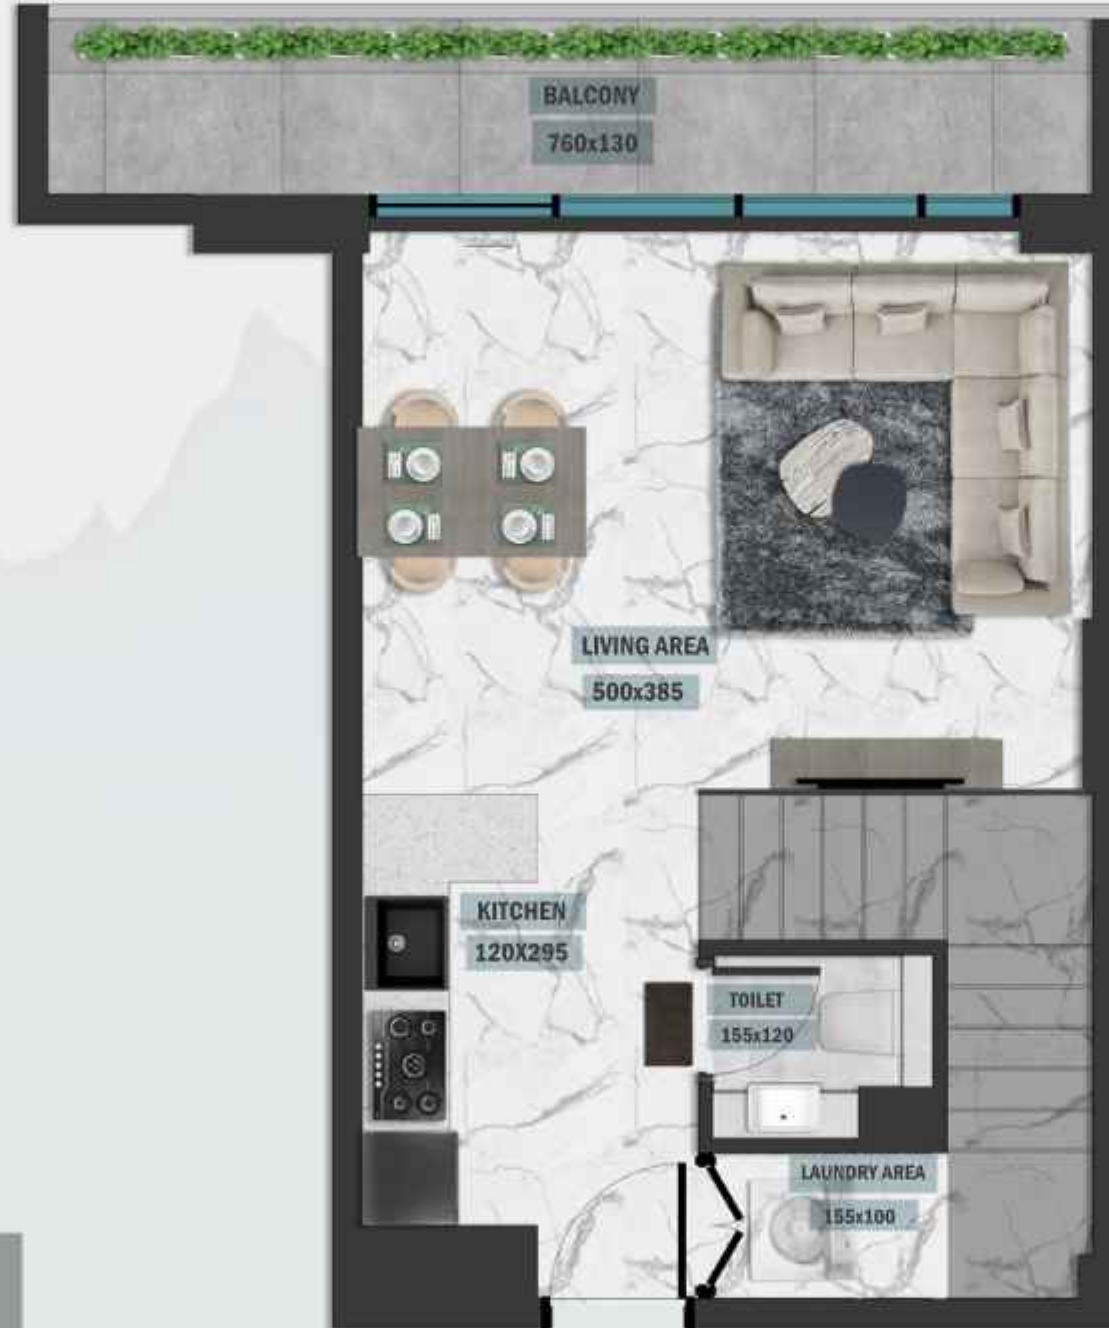 BALCONY
760x130
LIVING AREA
500x385
KITCHEN
120X295
TOILET
155x120
LAUNDRY AREA
155x100